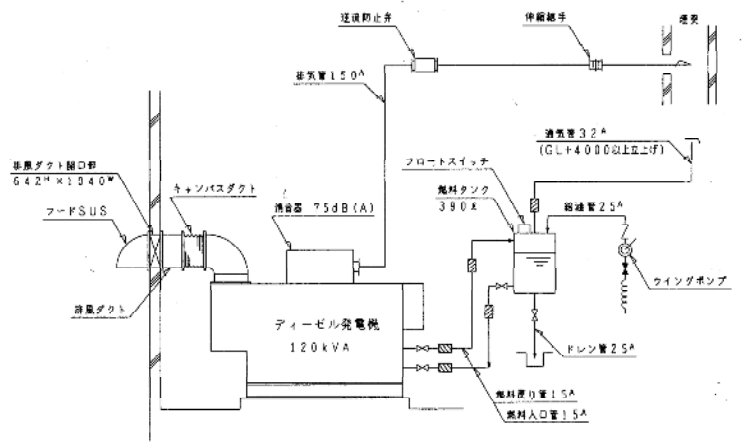 逆流防止弁
伸縮継手
煙突
排気管150A
通気管32A
(GL+4000以上立上げ)
フロートスイッチ
排風ダクト開口部
642H×1040W
キャンバスダクト
消音器 75dB(A)
燃料タンク
390ℓ
給油管25A
フードSUS
ウイングポンプ
排風ダクト
ディーゼル発電機
120kVA
ドレン管25A
燃料戻り管15A
燃料入口管15A